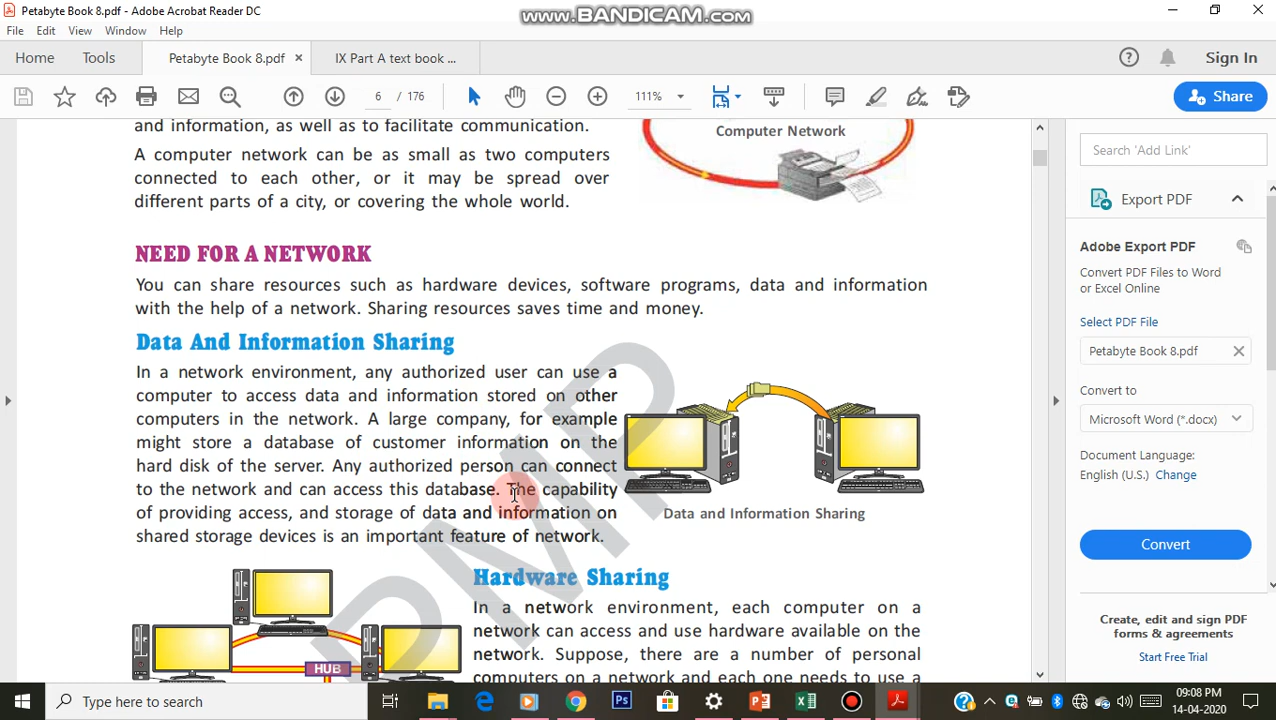 Petabyte Book 8.pdf - Adobe Acrobat Reader DC
www.BANDICAM.com
File Edit View Window Help
Home Tools Petabyte Book 8.pdf × IX Part A text book ... Sign In
6 / 176 111% Share
and information, as well as to facilitate communication.
Computer Network
A computer network can be as small as two computers
connected to each other, or it may be spread over
different parts of a city, or covering the whole world.
NEED FOR A NETWORK
You can share resources such as hardware devices, software programs, data and information
with the help of a network. Sharing resources saves time and money.
Data And Information Sharing
In a network environment, any authorized user can use a
computer to access data and information stored on other
computers in the network. A large company, for example
might store a database of customer information on the
hard disk of the server. Any authorized person can connect
to the network and can access this database. The capability
of providing access, and storage of data and information on
shared storage devices is an important feature of network.
Data and Information Sharing
PMP
Hardware Sharing
In a network environment, each computer on a
network can access and use hardware available on the
network. Suppose, there are a number of personal
computers on a network and each one needs to use a
HUB
Search 'Add Link'
Export PDF
Adobe Export PDF
Convert PDF Files to Word
or Excel Online
Select PDF File
Petabyte Book 8.pdf
Convert to
Microsoft Word (*.docx)
Document Language:
English (U.S.) Change
Convert
Create, edit and sign PDF
forms & agreements
Start Free Trial
Type here to search
09:08 PM
14-04-2020